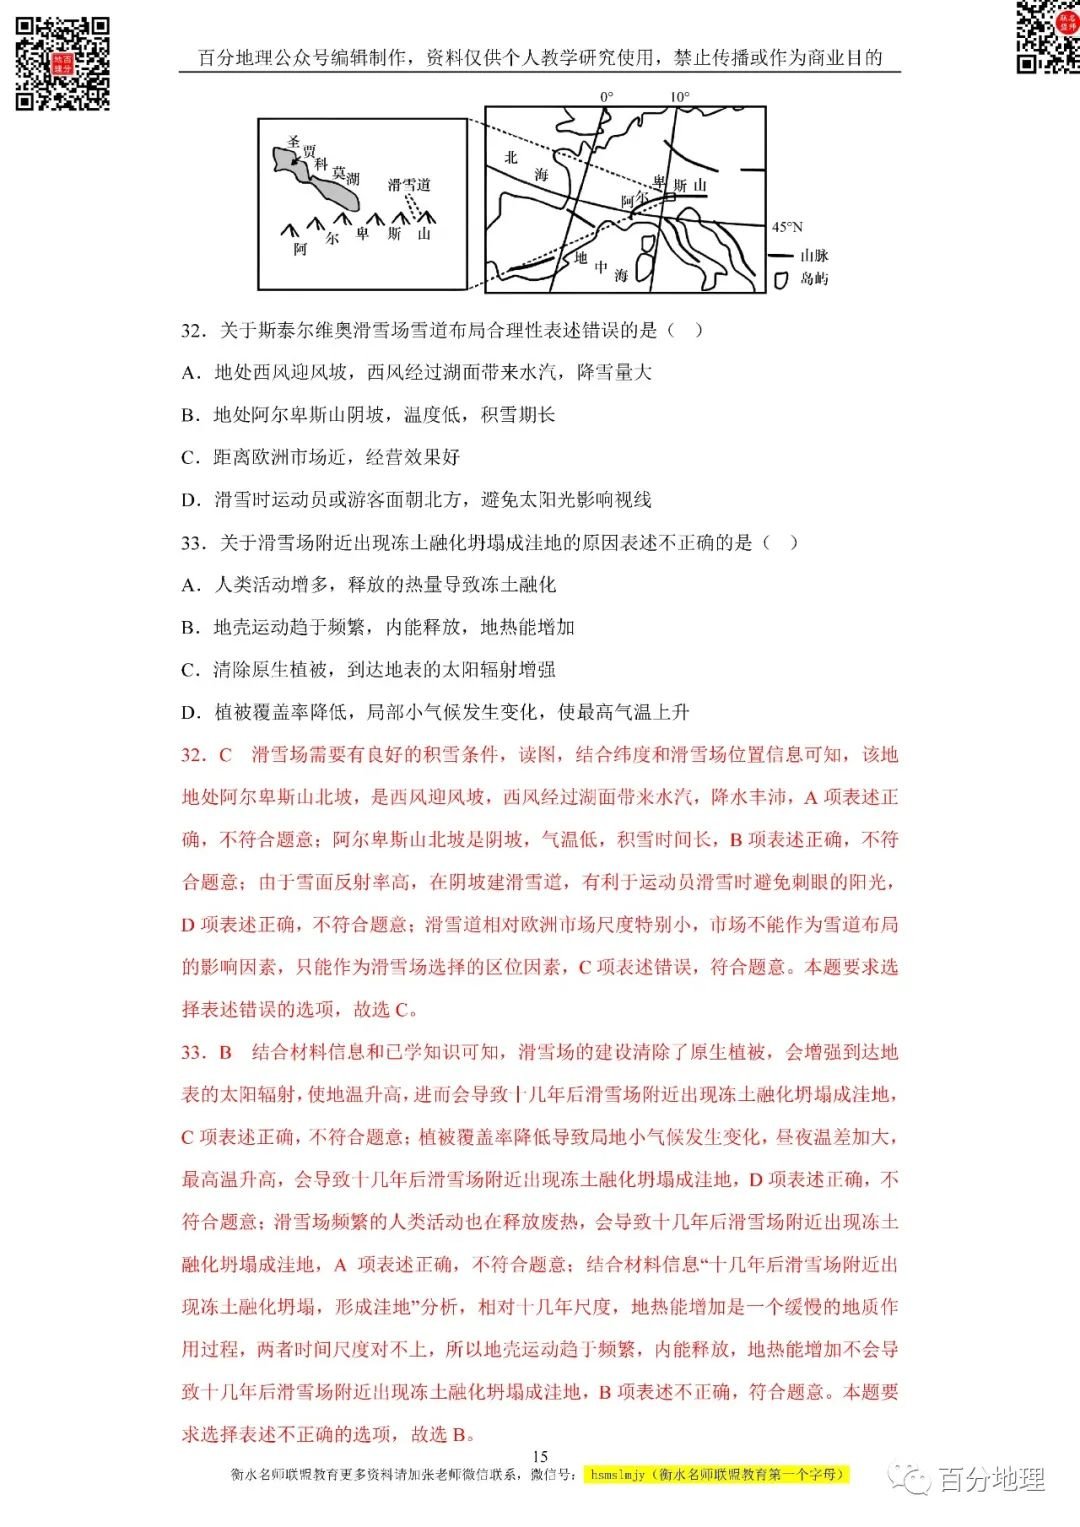 百分地理公众号编辑制作，资料仅供个人教学研究使用，禁止传播或作为商业目的
0° 10°
圣贾科莫湖
滑雪道
阿尔卑斯山
北海
阿尔卑斯山
45°N
地中海
山脉
岛屿
32．关于斯泰尔维奥滑雪场雪道布局合理性表述错误的是（ ）
A．地处西风迎风坡，西风经过湖面带来水汽，降雪量大
B．地处阿尔卑斯山阴坡，温度低，积雪期长
C．距离欧洲市场近，经营效果好
D．滑雪时运动员或游客面朝北方，避免太阳光影响视线
33．关于滑雪场附近出现冻土融化坍塌成洼地的原因表述不正确的是（ ）
A．人类活动增多，释放的热量导致冻土融化
B．地壳运动趋于频繁，内能释放，地热能增加
C．清除原生植被，到达地表的太阳辐射增强
D．植被覆盖率降低，局部小气候发生变化，使最高气温上升
32．C 滑雪场需要有良好的积雪条件，读图，结合纬度和滑雪场位置信息可知，该地
地处阿尔卑斯山北坡，是西风迎风坡，西风经过湖面带来水汽，降水丰沛，A 项表述正
确，不符合题意；阿尔卑斯山北坡是阴坡，气温低，积雪时间长，B 项表述正确，不符
合题意；由于雪面反射率高，在阴坡建滑雪道，有利于运动员滑雪时避免刺眼的阳光，
D 项表述正确，不符合题意；滑雪道相对欧洲市场尺度特别小，市场不能作为雪道布局
的影响因素，只能作为滑雪场选择的区位因素，C 项表述错误，符合题意。本题要求选
择表述错误的选项，故选 C。
33．B 结合材料信息和已学知识可知，滑雪场的建设清除了原生植被，会增强到达地
表的太阳辐射，使地温升高，进而会导致十几年后滑雪场附近出现冻土融化坍塌成洼地，
C 项表述正确，不符合题意；植被覆盖率降低导致局地小气候发生变化，昼夜温差加大，
最高温升高，会导致十几年后滑雪场附近出现冻土融化坍塌成洼地，D 项表述正确，不
符合题意；滑雪场频繁的人类活动也在释放废热，会导致十几年后滑雪场附近出现冻土
融化坍塌成洼地，A 项表述正确，不符合题意；结合材料信息“十几年后滑雪场附近出
现冻土融化坍塌，形成洼地”分析，相对十几年尺度，地热能增加是一个缓慢的地质作
用过程，两者时间尺度对不上，所以地壳运动趋于频繁，内能释放，地热能增加不会导
致十几年后滑雪场附近出现冻土融化坍塌成洼地，B 项表述不正确，符合题意。本题要
求选择表述不正确的选项，故选 B。
15
衡水名师联盟教育更多资料请加张老师微信联系，微信号： hsmslmjy（衡水名师联盟教育第一个字母）
百分地理